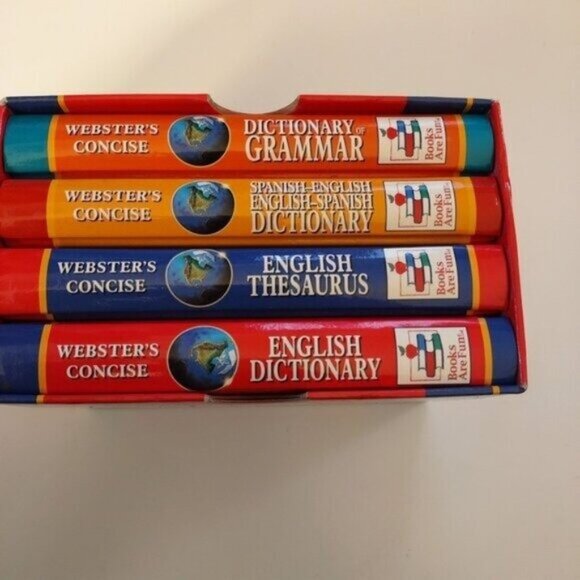 WEBSTER'S
CONCISE
DICTIONARY OF
GRAMMAR
Books
Are Fun
WEBSTER'S
CONCISE
SPANISH-ENGLISH
ENGLISH-SPANISH
DICTIONARY
Books
Are Fun
WEBSTER'S
CONCISE
ENGLISH
THESAURUS
Books
Are Fun
WEBSTER'S
CONCISE
ENGLISH
DICTIONARY
Books
Are Fun